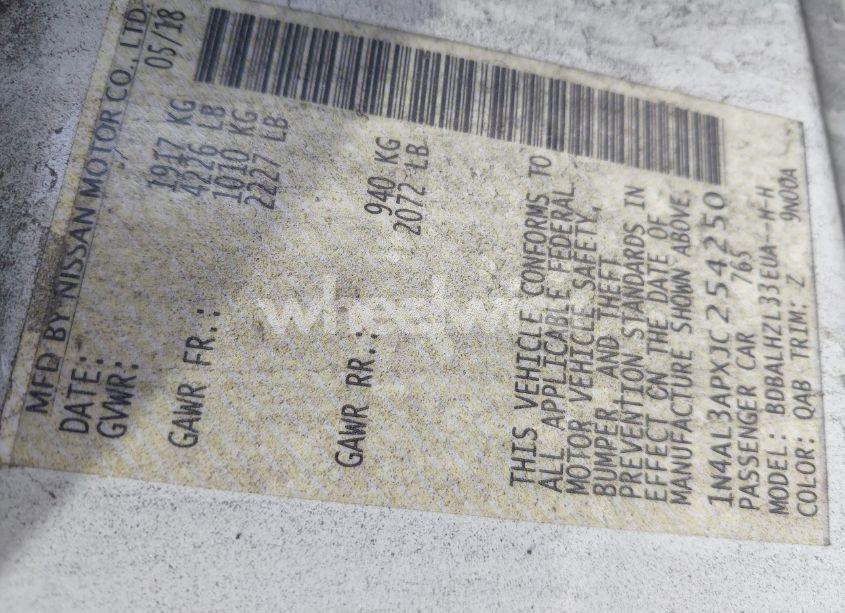 MFD BY NISSAN MOTOR CO., LTD.
DATE: 05/18
GVWR: 1917 KG
4226 LB
GAWR FR.: 1010 KG
2227 LB
GAWR RR.: 940 KG
2072 LB
THIS VEHICLE CONFORMS TO
ALL APPLICABLE FEDERAL
MOTOR VEHICLE SAFETY,
BUMPER AND THEFT
PREVENTION STANDARDS IN
EFFECT ON THE DATE OF
MANUFACTURE SHOWN ABOVE.
1N4AL3APXJC254250
PASSENGER CAR 765
MODEL: BDBALHZL33EUA--H-H
COLOR: QAB TRIM: Z 9N00A